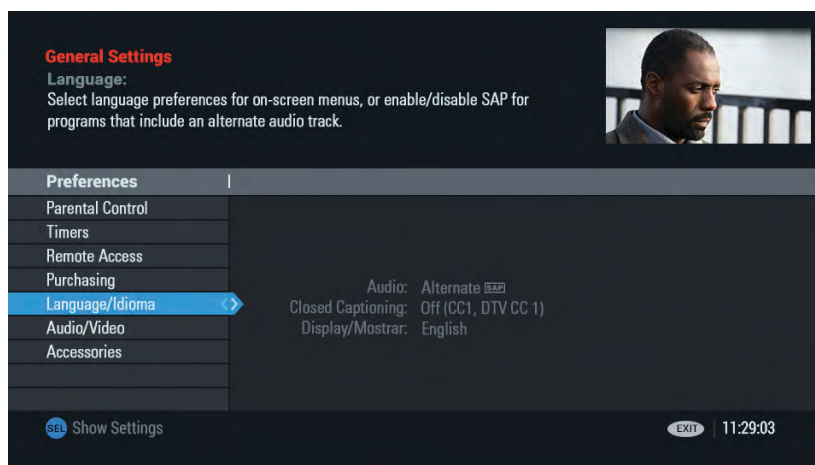 General Settings
Language:
Select language preferences for on-screen menus, or enable/disable SAP for
programs that include an alternate audio track.
Preferences
Parental Control
Timers
Remote Access
Purchasing
Language/Idioma
Audio/Video
Accessories
Audio: Alternate SAP
Closed Captioning: Off (CC1, DTV CC 1)
Display/Mostrar: English
SEL Show Settings
EXIT 11:29:03